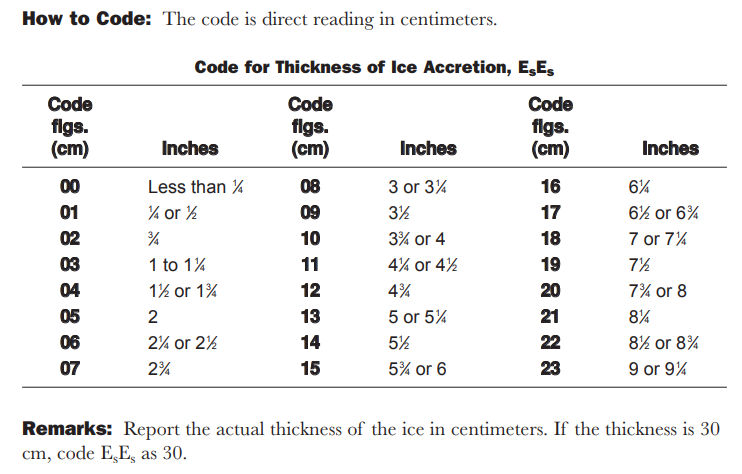 How to Code: The code is direct reading in centimeters.
Code for Thickness of Ice Accretion, EsEs
Code figs. (cm) Inches Code figs. (cm) Inches Code figs. (cm) Inches
00 Less than ¼ 08 3 or 3¼ 16 6¼
01 ¼ or ½ 09 3½ 17 6½ or 6¾
02 ¾ 10 3¾ or 4 18 7 or 7¼
03 1 to 1¼ 11 4¼ or 4½ 19 7½
04 1½ or 1¾ 12 4¾ 20 7¾ or 8
05 2 13 5 or 5¼ 21 8¼
06 2¼ or 2½ 14 5½ 22 8½ or 8¾
07 2¾ 15 5¾ or 6 23 9 or 9¼
Remarks: Report the actual thickness of the ice in centimeters. If the thickness is 30
cm, code EsEs as 30.